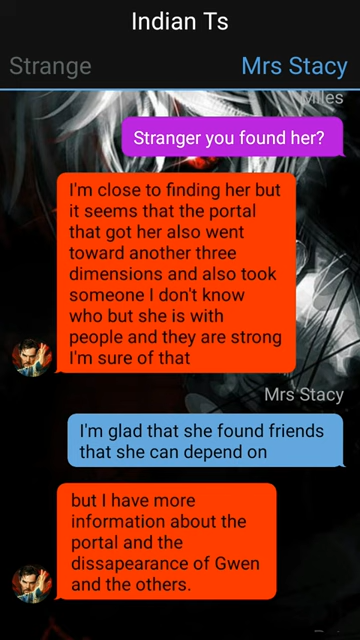 Indian Ts
Strange
Mrs Stacy
Miles
Stranger you found her?
I'm close to finding her but
it seems that the portal
that got her also went
toward another three
dimensions and also took
someone I don't know
who but she is with
people and they are strong
I'm sure of that
Mrs Stacy
I'm glad that she found friends
that she can depend on
but I have more
information about the
portal and the
dissapearance of Gwen
and the others.